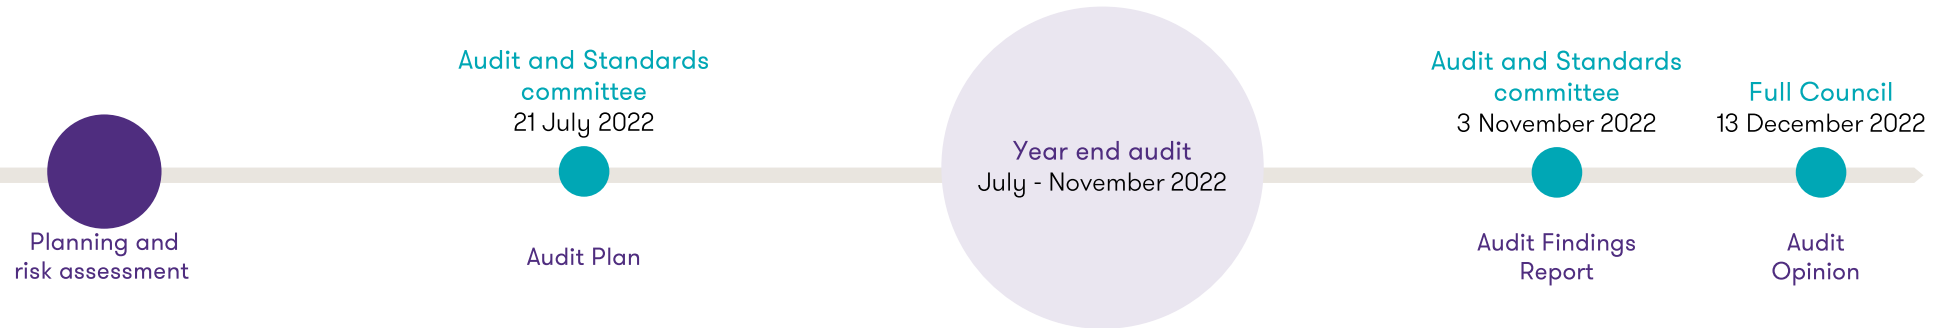 Planning and
risk assessment
Audit and Standards
committee
21 July 2022
Audit Plan
Year end audit
July - November 2022
Audit and Standards
committee
3 November 2022
Audit Findings
Report
Full Council
13 December 2022
Audit
Opinion